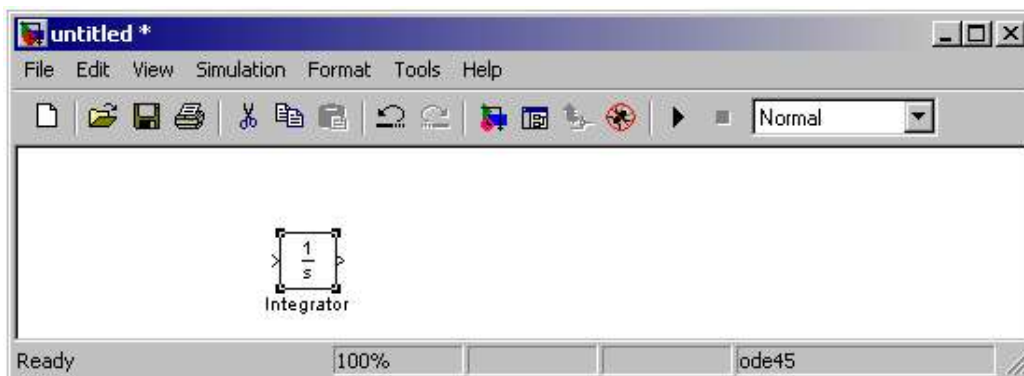 untitled *
File Edit View Simulation Format Tools Help
Normal
1
s
Integrator
Ready 100% ode45